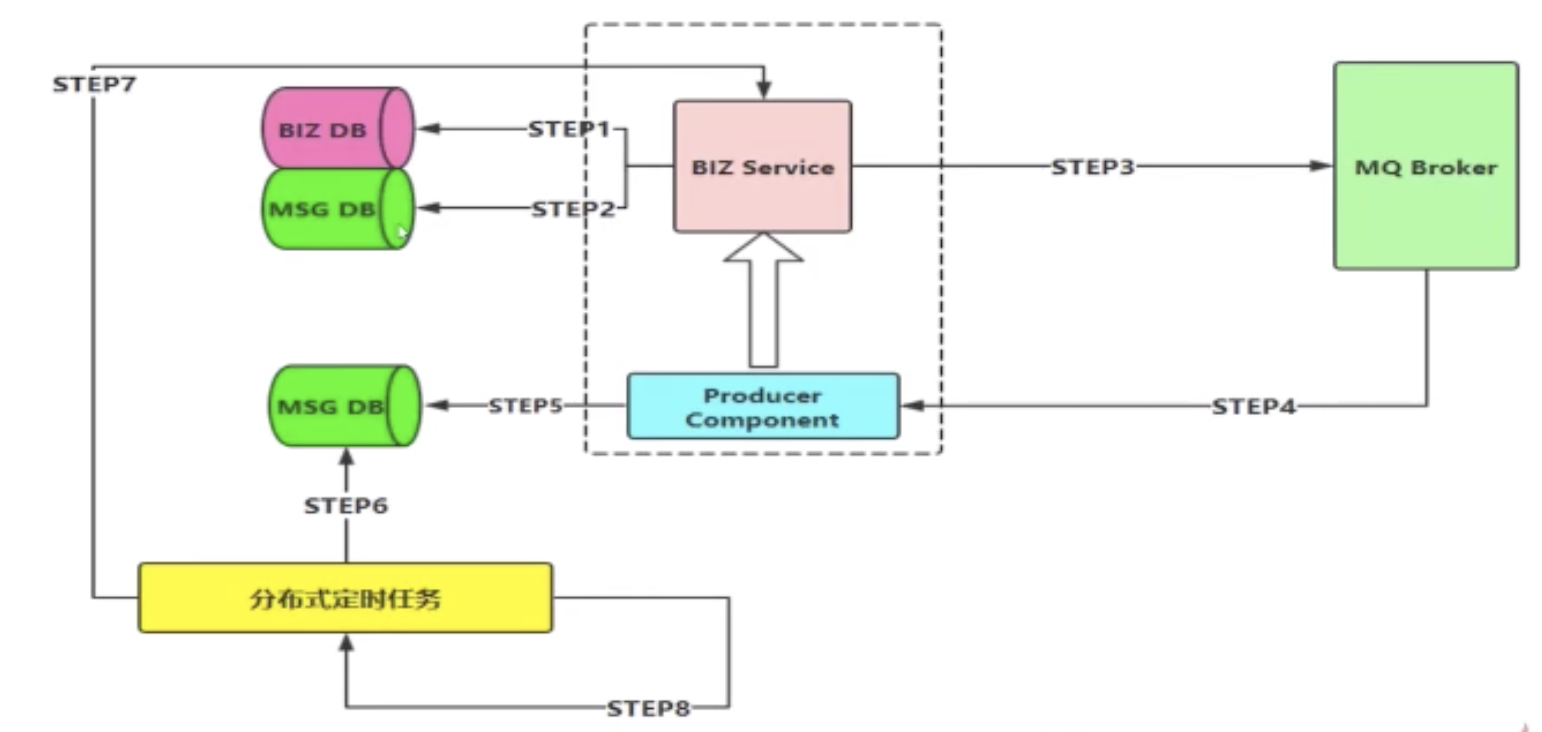 STEP7
BIZ DB
STEP1
BIZ Service
STEP3
MQ Broker
MSG DB
STEP2
Producer
Component
MSG DB
STEP5
STEP4
STEP6
分布式定时任务
STEP8